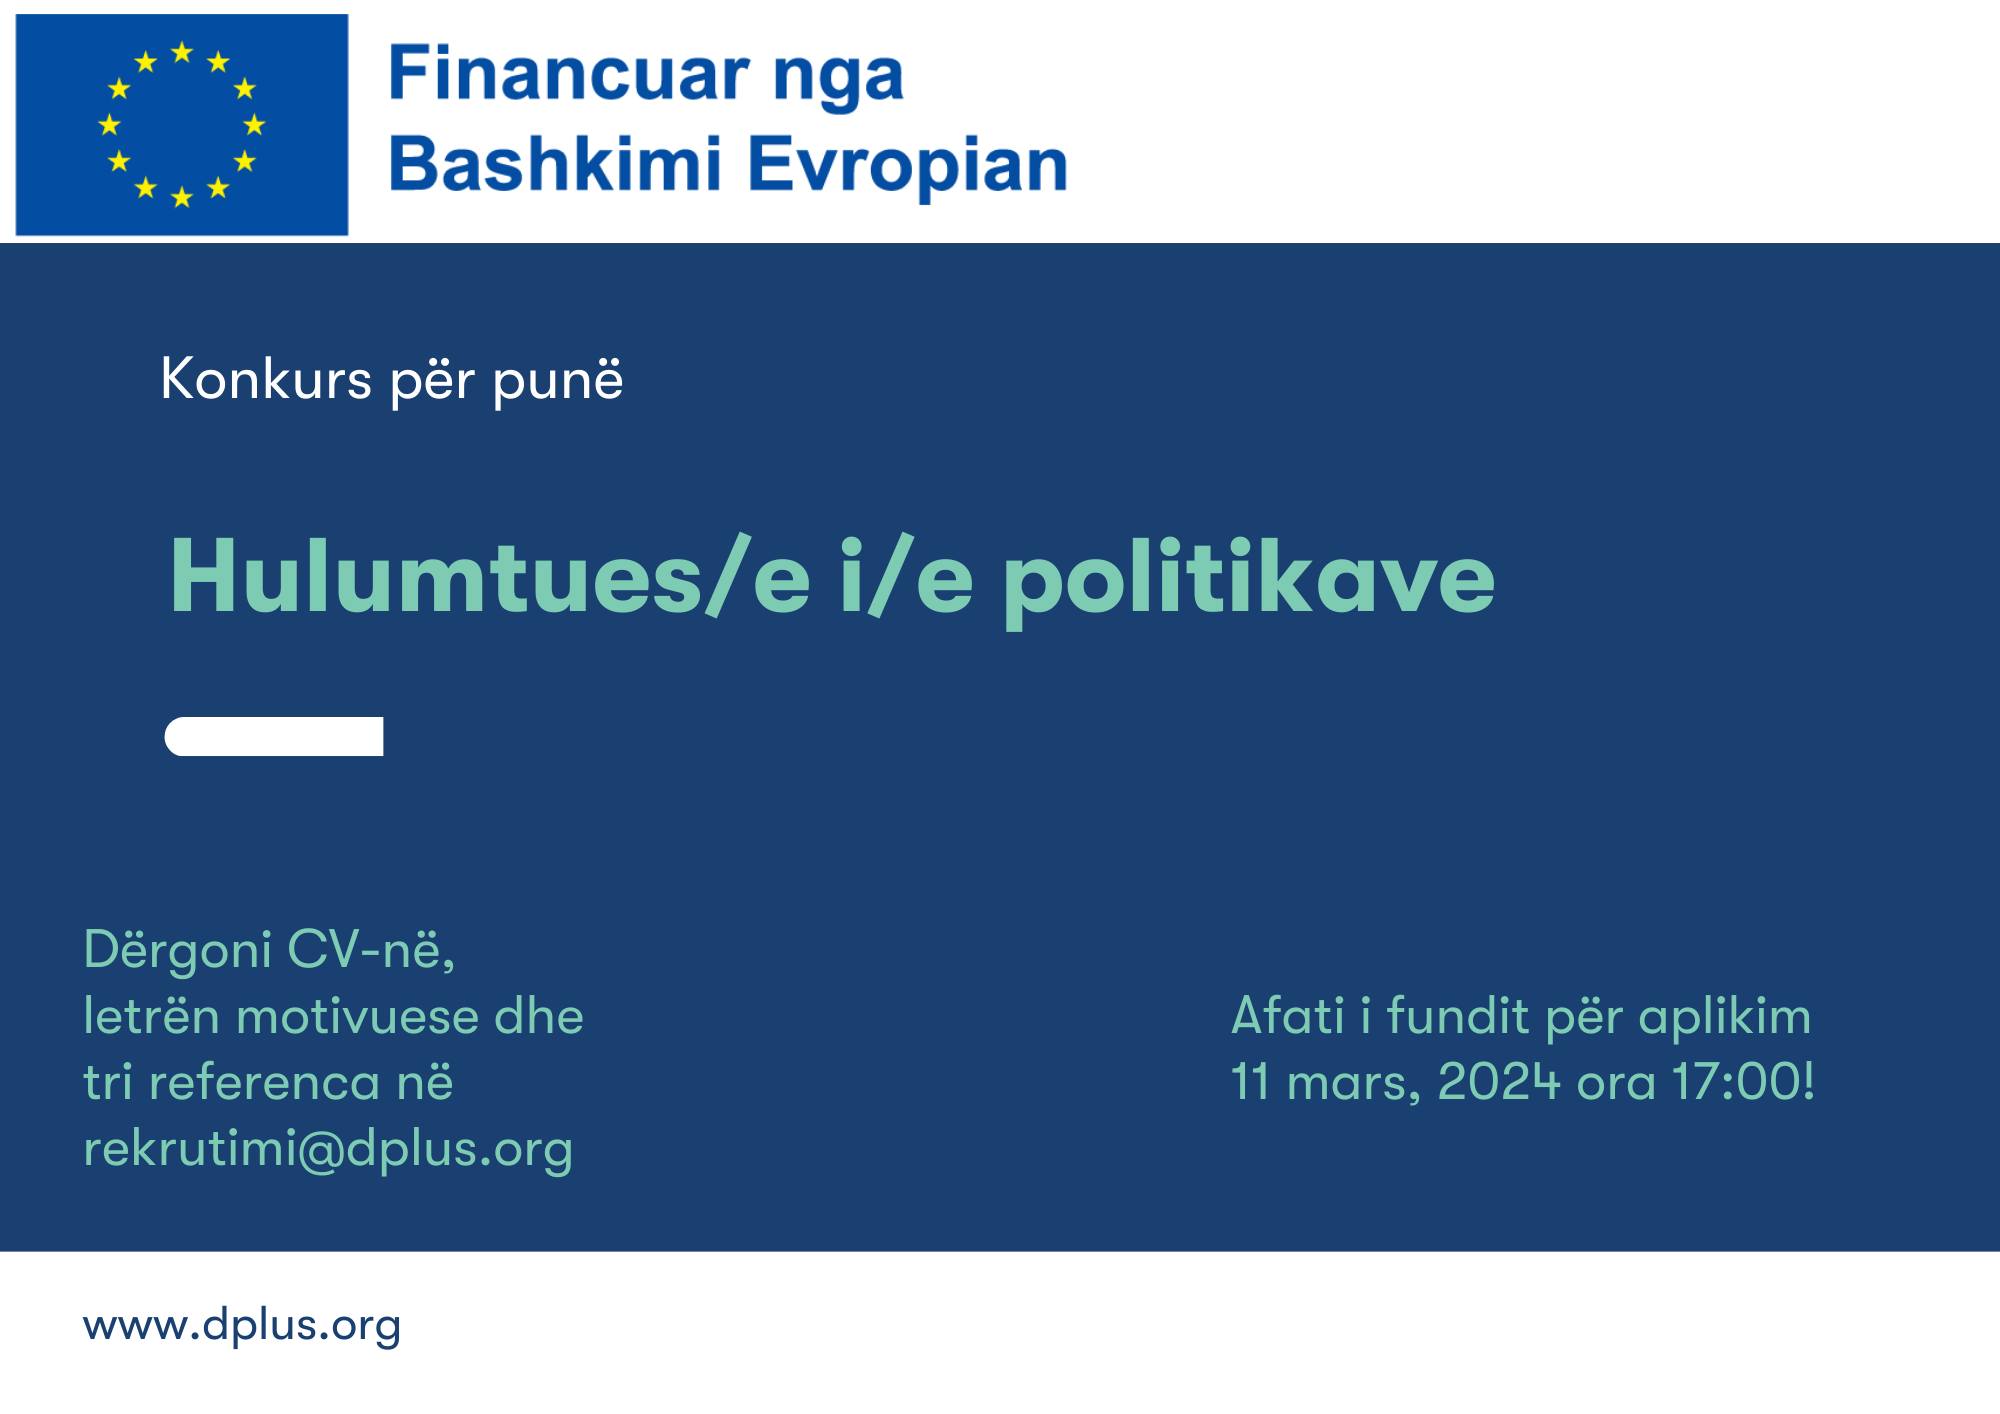 Financuar nga
Bashkimi Evropian
Konkurs për punë
Hulumtues/e i/e politikave
Dërgoni CV-në,
letrën motivuese dhe
tri referenca në
rekrutimi@dplus.org
Afati i fundit për aplikim
11 mars, 2024 ora 17:00!
www.dplus.org